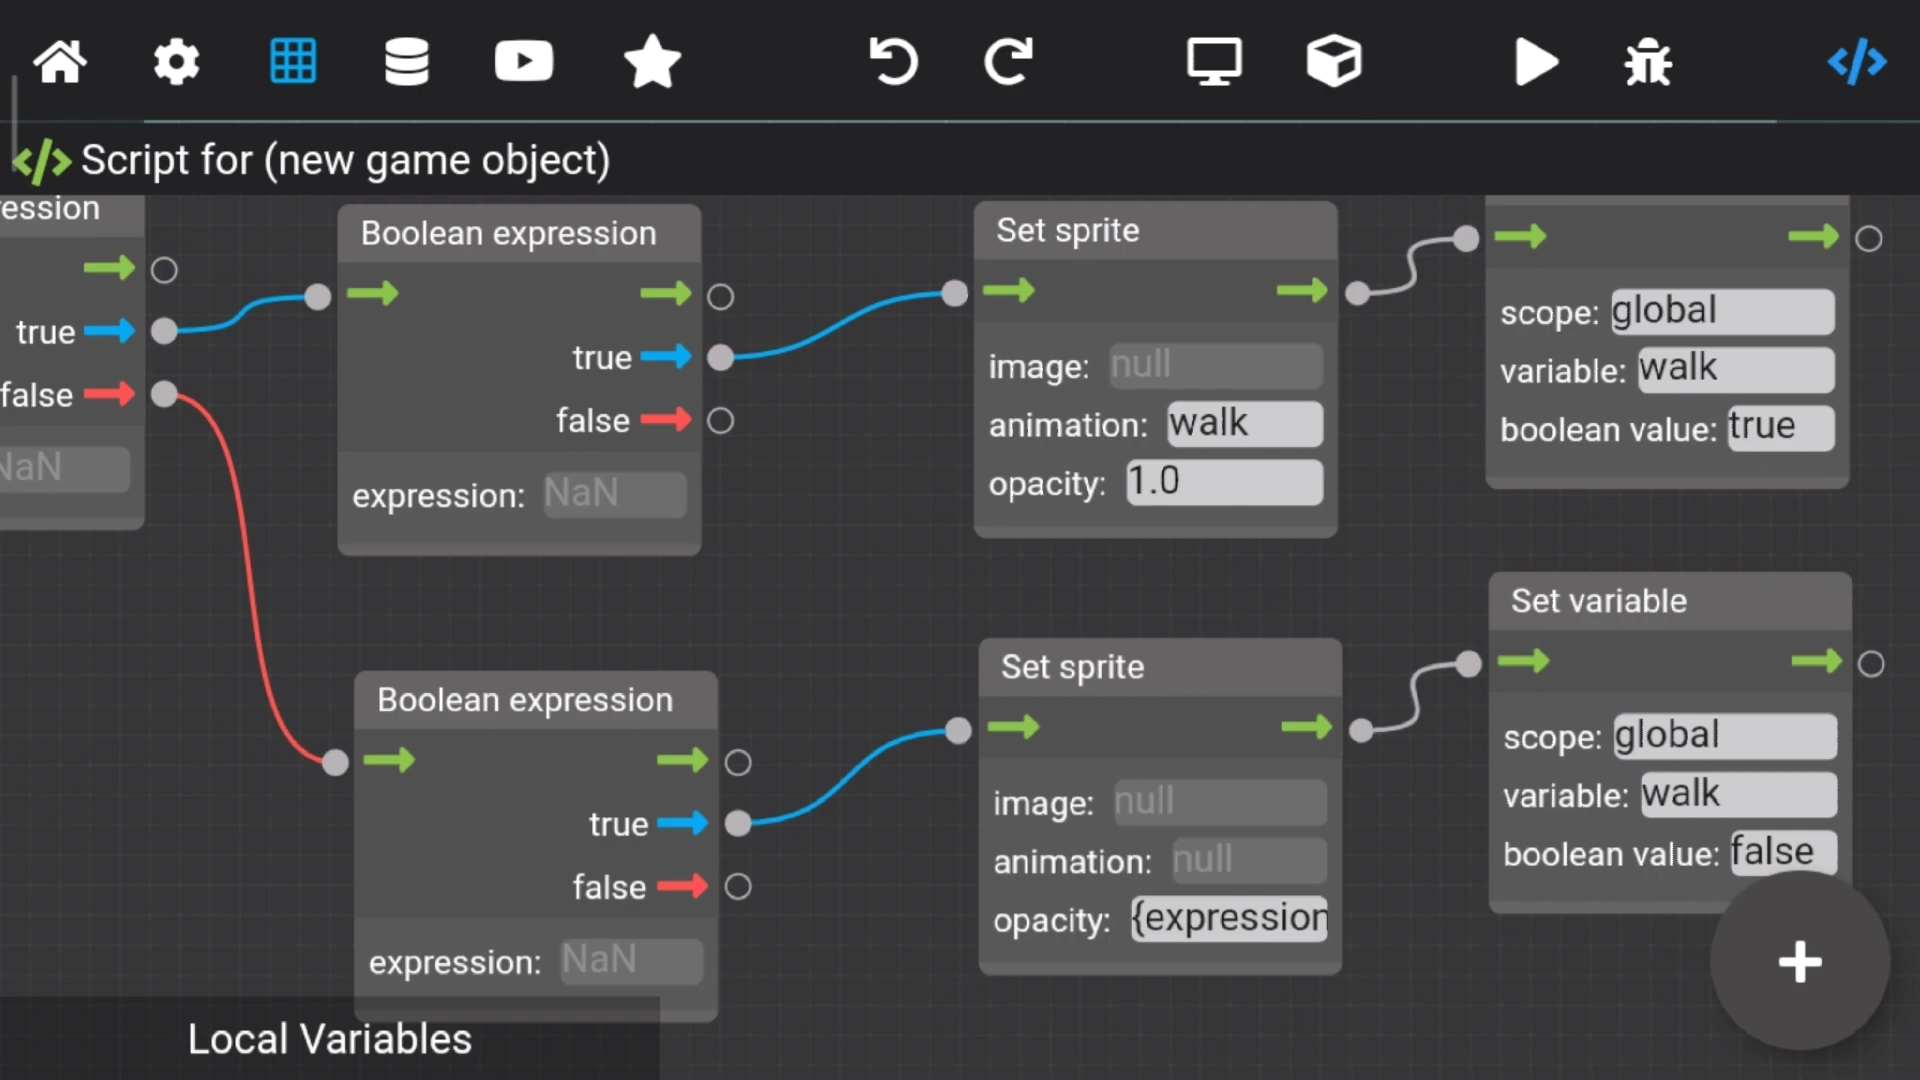 Script for (new game object)
ression
true
false
NaN
Boolean expression
true
false
expression: NaN
Set sprite
image: null
animation: walk
opacity: 1.0
scope: global
variable: walk
boolean value: true
Boolean expression
true
false
expression: NaN
Set sprite
image: null
animation: null
opacity: {expression
Set variable
scope: global
variable: walk
boolean value: false
Local Variables